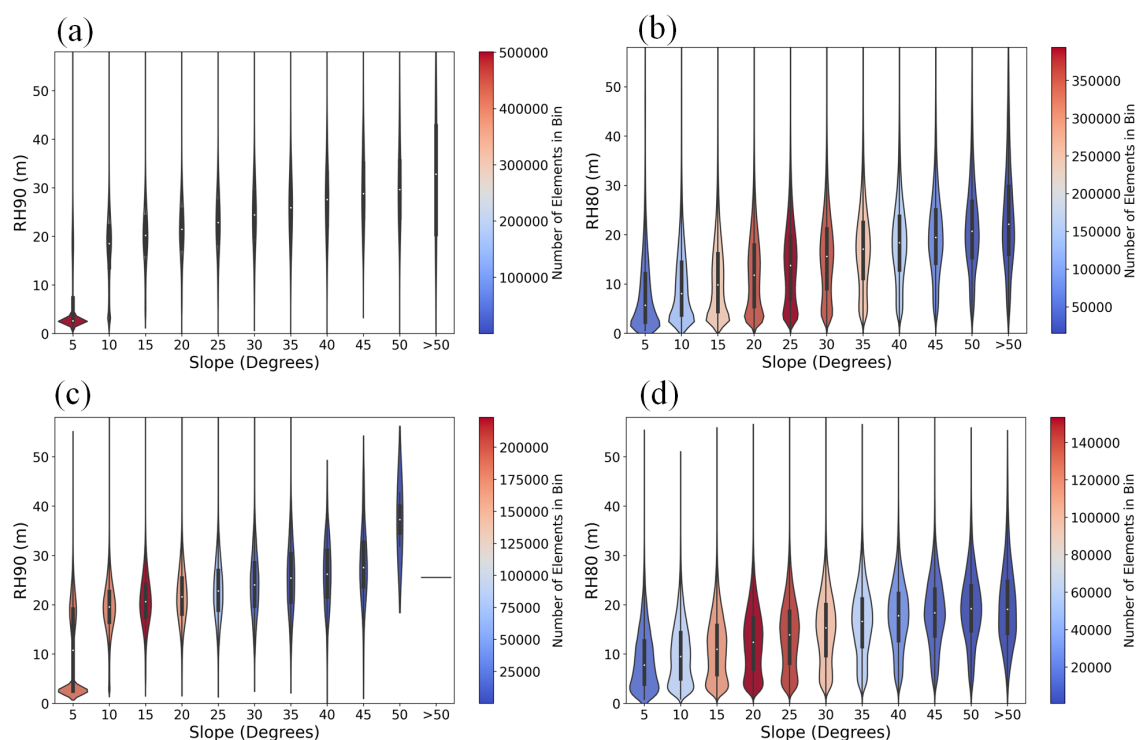 (a)
RH90 (m)
50
40
30
20
10
0
5 10 15 20 25 30 35 40 45 50 >50
Slope (Degrees)
500000
400000
300000
200000
100000
Number of Elements in Bin
(b)
RH80 (m)
50
40
30
20
10
0
5 10 15 20 25 30 35 40 45 50 >50
Slope (Degrees)
350000
300000
250000
200000
150000
100000
50000
Number of Elements in Bin
(c)
RH90 (m)
50
40
30
20
10
0
5 10 15 20 25 30 35 40 45 50 >50
Slope (Degrees)
200000
175000
150000
125000
100000
75000
50000
25000
Number of Elements in Bin
(d)
RH80 (m)
50
40
30
20
10
0
5 10 15 20 25 30 35 40 45 50 >50
Slope (Degrees)
140000
120000
100000
80000
60000
40000
20000
Number of Elements in Bin